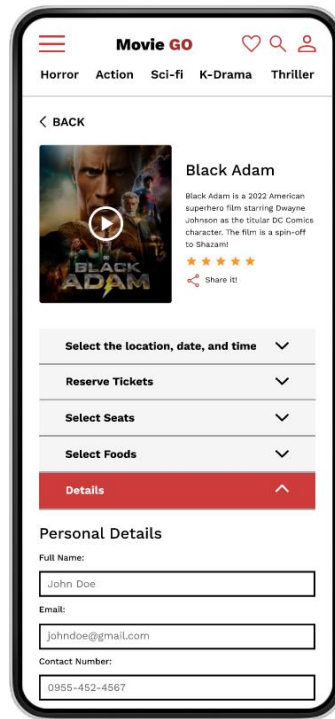 Movie GO
Horror Action Sci-fi K-Drama Thriller
BACK
BLACK
ADAM
Black Adam
Black Adam is a 2022 American
superhero film starring Dwayne
Johnson as the titular DC Comics
character. The film is a spin-off
to Shazam!
Share it!
Select the location, date, and time
Reserve Tickets
Select Seats
Select Foods
Details
Personal Details
Full Name:
John Doe
Email:
johndoe@gmail.com
Contact Number:
0955-452-4567